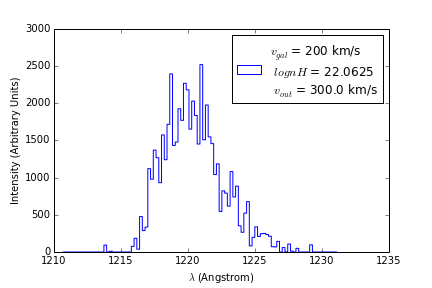 3000
2500
2000
1500
1000
500
0
1210
1215
1220
1225
1230
1235
Intensity (Arbitrary Units)
λ (Angstrom)
v_gal = 200 km/s
lognH = 22.0625
v_out = 300.0 km/s